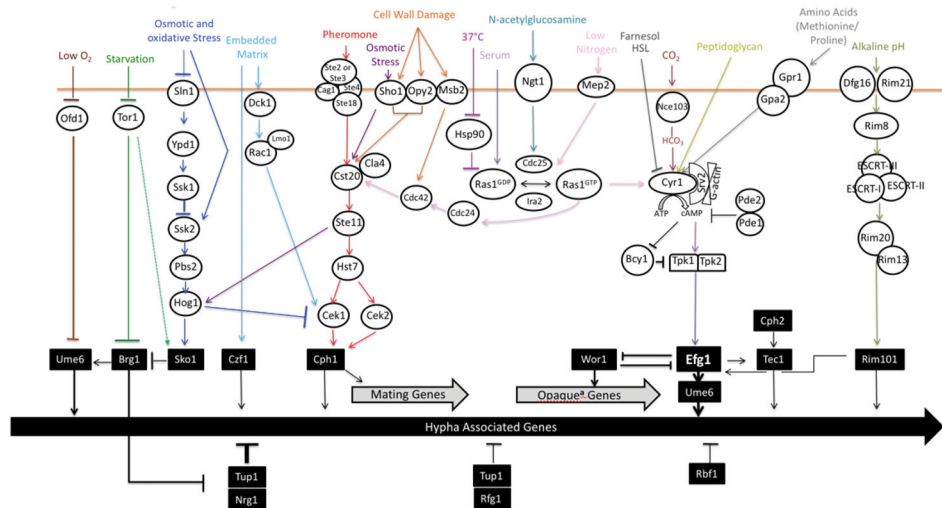 Osmotic and
oxidative Stress
Cell Wall Damage
Amino Acids
(Methionine/
Proline)
Low O2
Starvation
Embedded
Matrix
Pheromone
Osmotic
Stress
37°C
Serum
N-acetylglucosamine
Low
Nitrogen
Farnesol
HSL
CO2
Peptidoglycan
Alkaline pH
Sln1
Dck1
Ste2 or
Ste3
Cag1
Ste4
Ste18
Sho1
Opy2
Msb2
Ngt1
Mep2
Nce103
Gpr1
Gpa2
Dfg16
Rim21
Ofd1
Tor1
Ypd1
Rac1
Lmo1
Hsp90
HCO3
Rim8
Ssk1
Cst20
Cla4
Cdc42
Cdc24
Cdc25
Ras1GDP
Ras1GTP
Ira2
Cyr1
Srv2
G-actin
ATP
cAMP
Pde2
Pde1
ESCRT-III
ESCRT-I
ESCRT-II
Ssk2
Ste11
Pbs2
Hst7
Bcy1
Tpk1
Tpk2
Rim20
Rim13
Hog1
Cek1
Cek2
Cph2
Ume6
Brg1
Sko1
Czf1
Cph1
Wor1
Efg1
Tec1
Rim101
Mating Genes
Opaqueª Genes
Ume6
Hypha Associated Genes
Tup1
Nrg1
Tup1
Rfg1
Rbf1